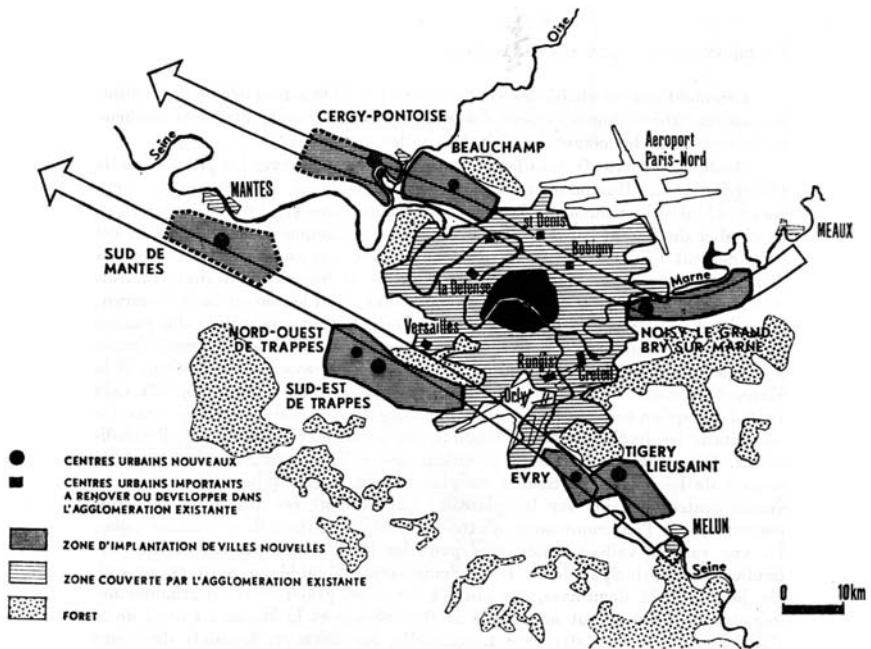 Oise
CERGY-PONTOISE
BEAUCHAMP
Aeroport
Paris-Nord
Seine
MANTES
st Denis
Bobigny
MEAUX
SUD DE
MANTES
la Defense
Marne
NORD-OUEST
DE TRAPPES
Versailles
NOISY-LE GRAND
BRY SUR MARNE
SUD-EST
DE TRAPPES
Rungis
Creteil
Orly
TIGERY
LIEUSAINT
EVRY
CENTRES URBAINS NOUVEAUX
CENTRES URBAINS IMPORTANTS
A RENOVER OU DEVELOPPER DANS
L'AGGLOMERATION EXISTANTE
MELUN
ZONE D'IMPLANTATION DE VILLES NOUVELLES
Seine
ZONE COUVERTE PAR L'AGGLOMERATION EXISTANTE
0 10km
FORET